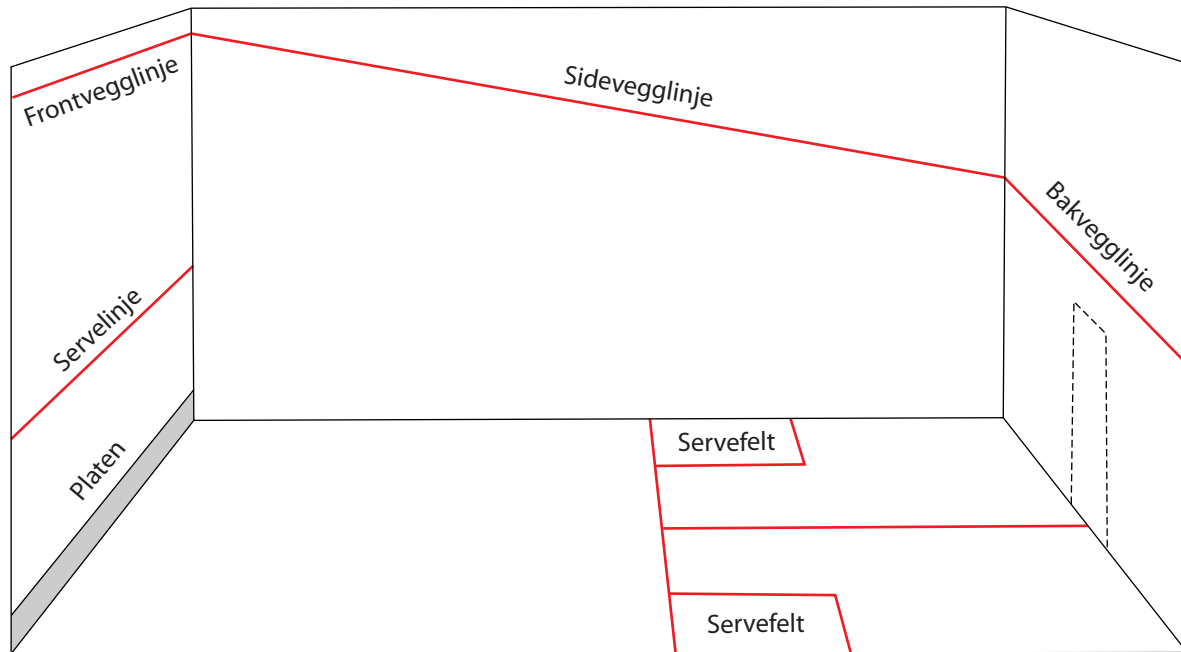 Frontvegglinje
Sidevegglinje
Bakvegglinje
Servelinje
Platen
Servefelt
Servefelt